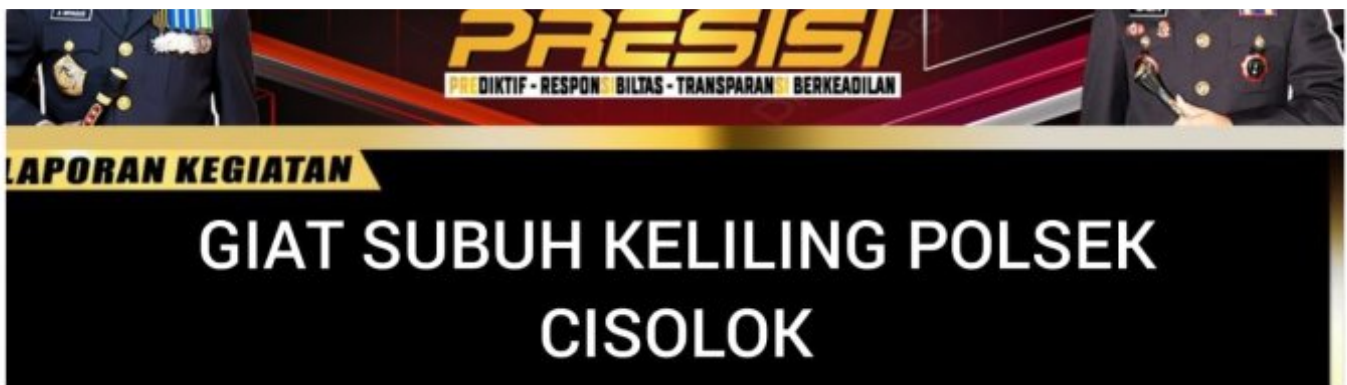 PRESISI
PREDIKTIF - RESPONSIBILTAS - TRANSPARANSI BERKEADILAN
LAPORAN KEGIATAN
GIAT SUBUH KELILING POLSEK
CISOLOK